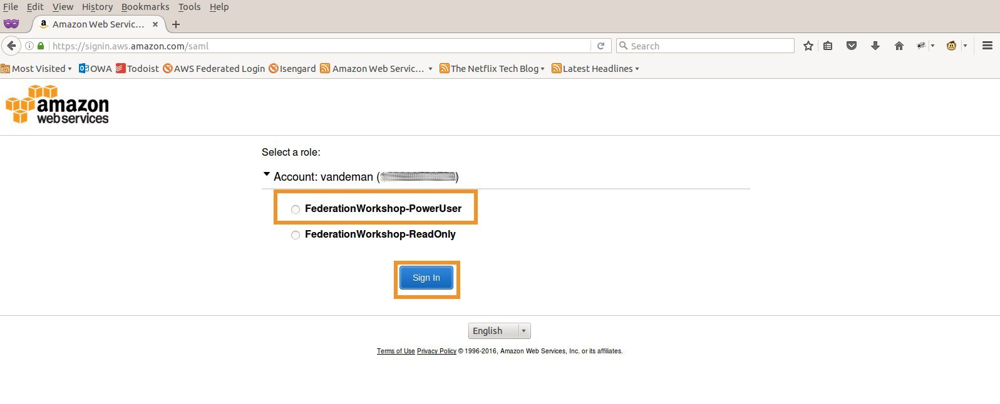 File Edit View History Bookmarks Tools Help
a Amazon Web Servic... × +
https://signin.aws.amazon.com/saml Search
Most Visited OWA Todoist AWS Federated Login Isengard Amazon Web Servic... The Netflix Tech Blog Latest Headlines
amazon
web services
Select a role:
Account: vandeman ( )
FederationWorkshop-PowerUser
FederationWorkshop-ReadOnly
Sign In
English
Terms of Use Privacy Policy © 1996-2016, Amazon Web Services, Inc. or its affiliates.